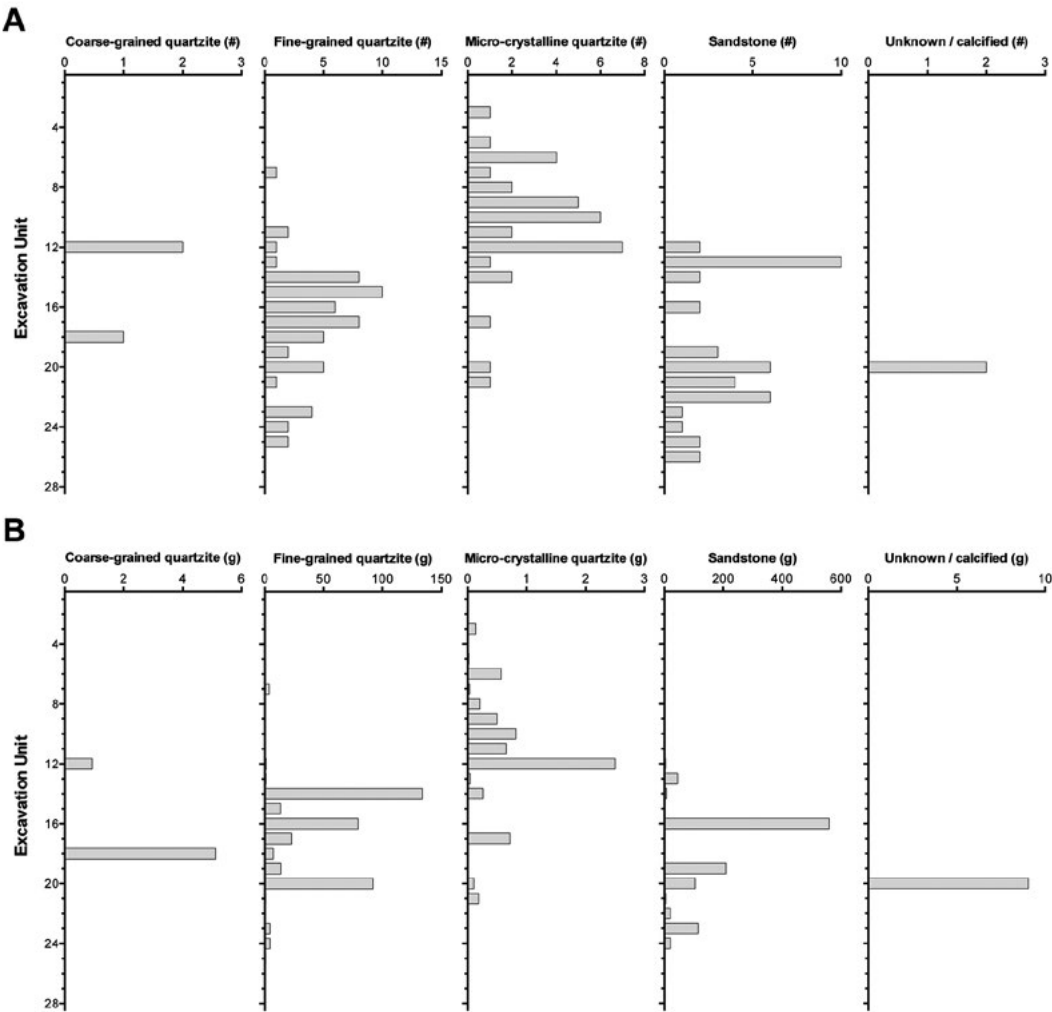 A
Coarse-grained quartzite (#) Fine-grained quartzite (#) Micro-crystalline quartzite (#) Sandstone (#) Unknown / calcified (#)
0 1 2 3 0 5 10 15 0 2 4 6 8 0 5 10 0 1 2 3
4
8
12
16
20
24
28
Excavation Unit
B
Coarse-grained quartzite (g) Fine-grained quartzite (g) Micro-crystalline quartzite (g) Sandstone (g) Unknown / calcified (g)
0 2 4 6 0 50 100 150 0 1 2 3 0 200 400 600 0 5 10
4
8
12
16
20
24
28
Excavation Unit